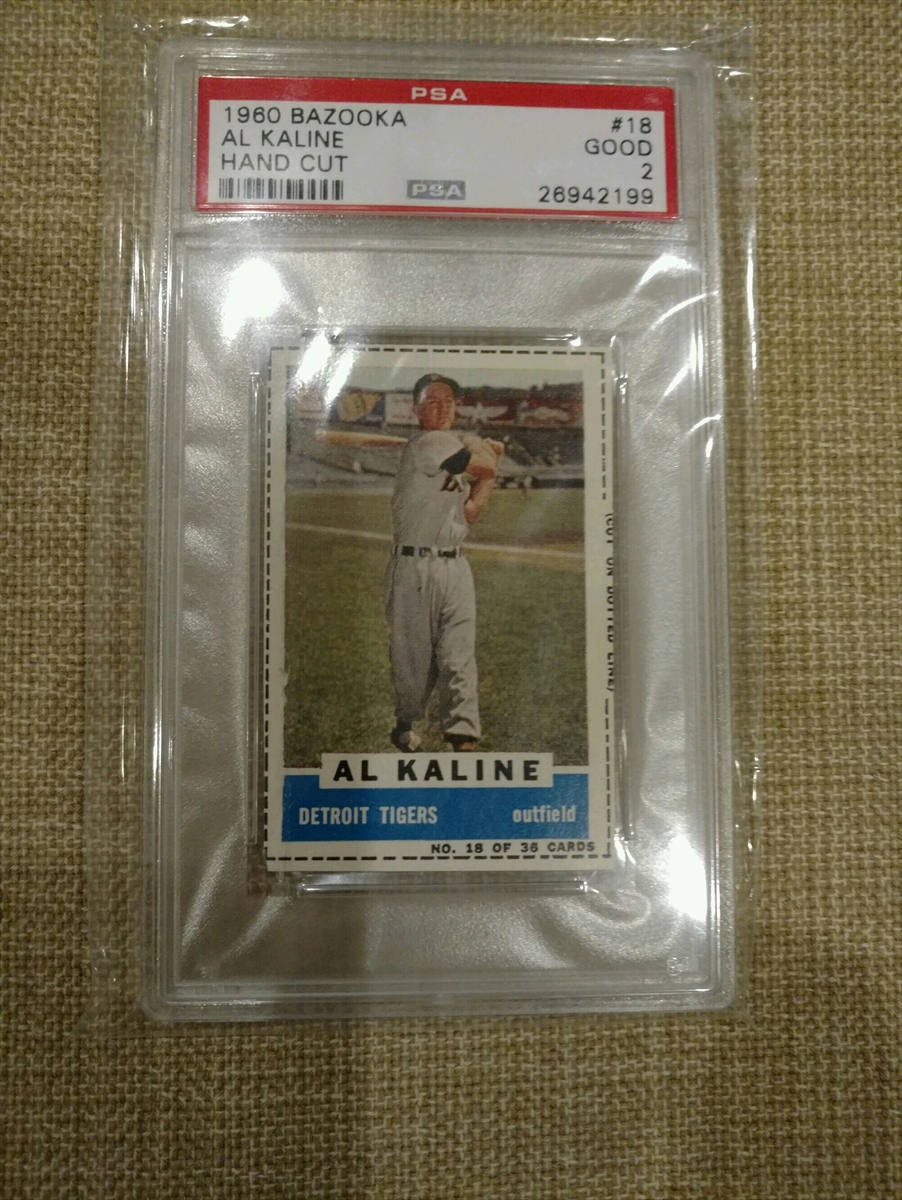 PSA
1960 BAZOOKA #18
AL KALINE GOOD
HAND CUT 2
PSA 26942199
(CUT ON DOTTED LINE)
AL KALINE
DETROIT TIGERS outfield
NO. 18 OF 36 CARDS